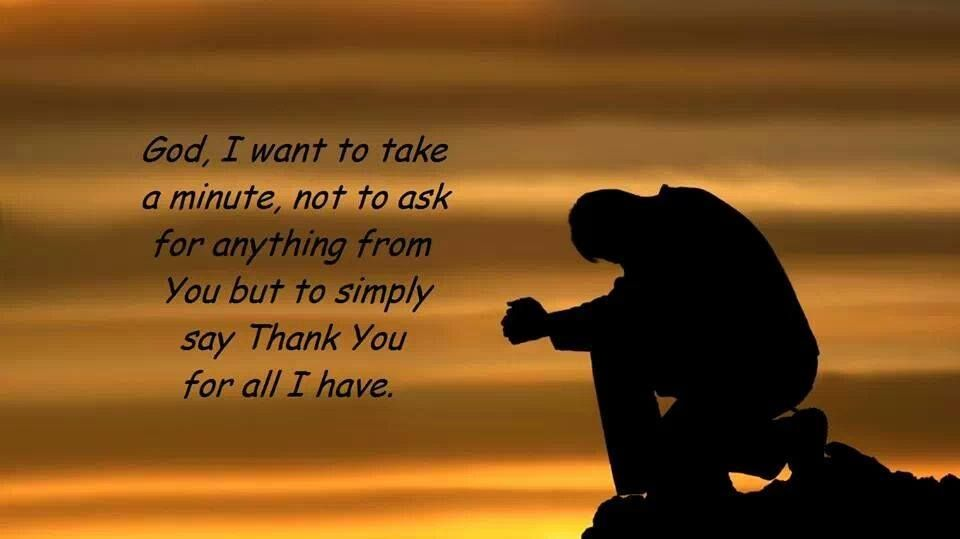 God, I want to take
a minute, not to ask
for anything from
You but to simply
say Thank You
for all I have.